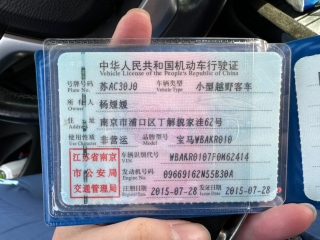 中华人民共和国机动车行驶证
Vehicle License of the People's Republic of China
号牌号码 苏AC30J0 车辆类型 小型越野客车
Plate No. Vehicle Type
所有人 杨媛媛
Owner
住址 南京市浦口区丁解魏家洼62号
Address
使用性质 非营运 品牌型号 宝马WBAKR010
Use Character Model
江苏省南京 车辆识别代号 WBAKR0107F0M62414
VIN
市公安局 发动机号码 09669162N55B30A
Engine No.
交通管理局 注册日期 2015-07-28 发证日期 2015-07-28
Register Date Issue Date